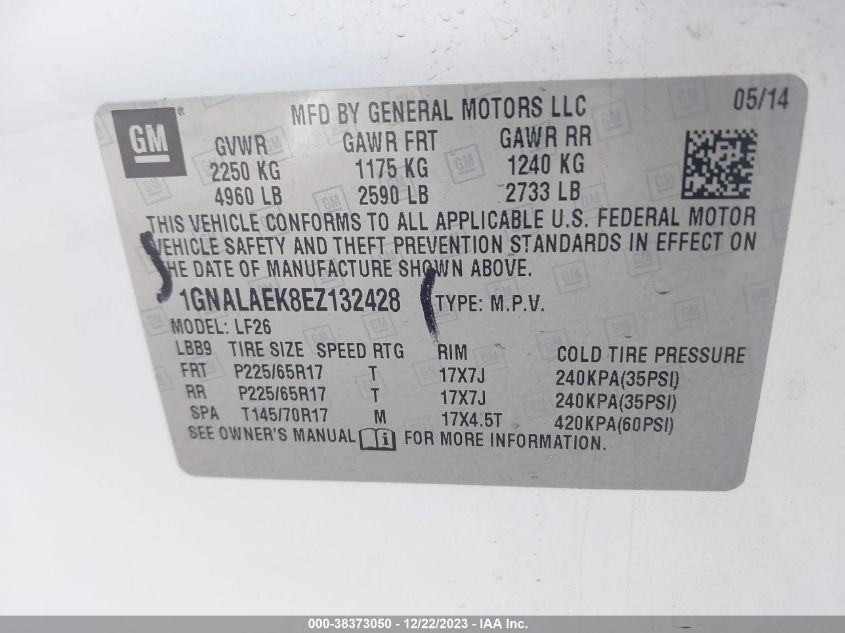 GM
®
MFD BY GENERAL MOTORS LLC
05/14
GVWR GAWR FRT GAWR RR
2250 KG 1175 KG 1240 KG
4960 LB 2590 LB 2733 LB
THIS VEHICLE CONFORMS TO ALL APPLICABLE U.S. FEDERAL MOTOR
VEHICLE SAFETY AND THEFT PREVENTION STANDARDS IN EFFECT ON
THE DATE OF MANUFACTURE SHOWN ABOVE.
1GNALAEK8EZ132428 TYPE: M.P.V.
MODEL: LF26
LBB9 TIRE SIZE SPEED RTG RIM COLD TIRE PRESSURE
FRT P225/65R17 T 17X7J 240KPA(35PSI)
RR P225/65R17 T 17X7J 240KPA(35PSI)
SPA T145/70R17 M 17X4.5T 420KPA(60PSI)
SEE OWNER'S MANUAL i FOR MORE INFORMATION.
000-38373050 - 12/22/2023 - IAA Inc.